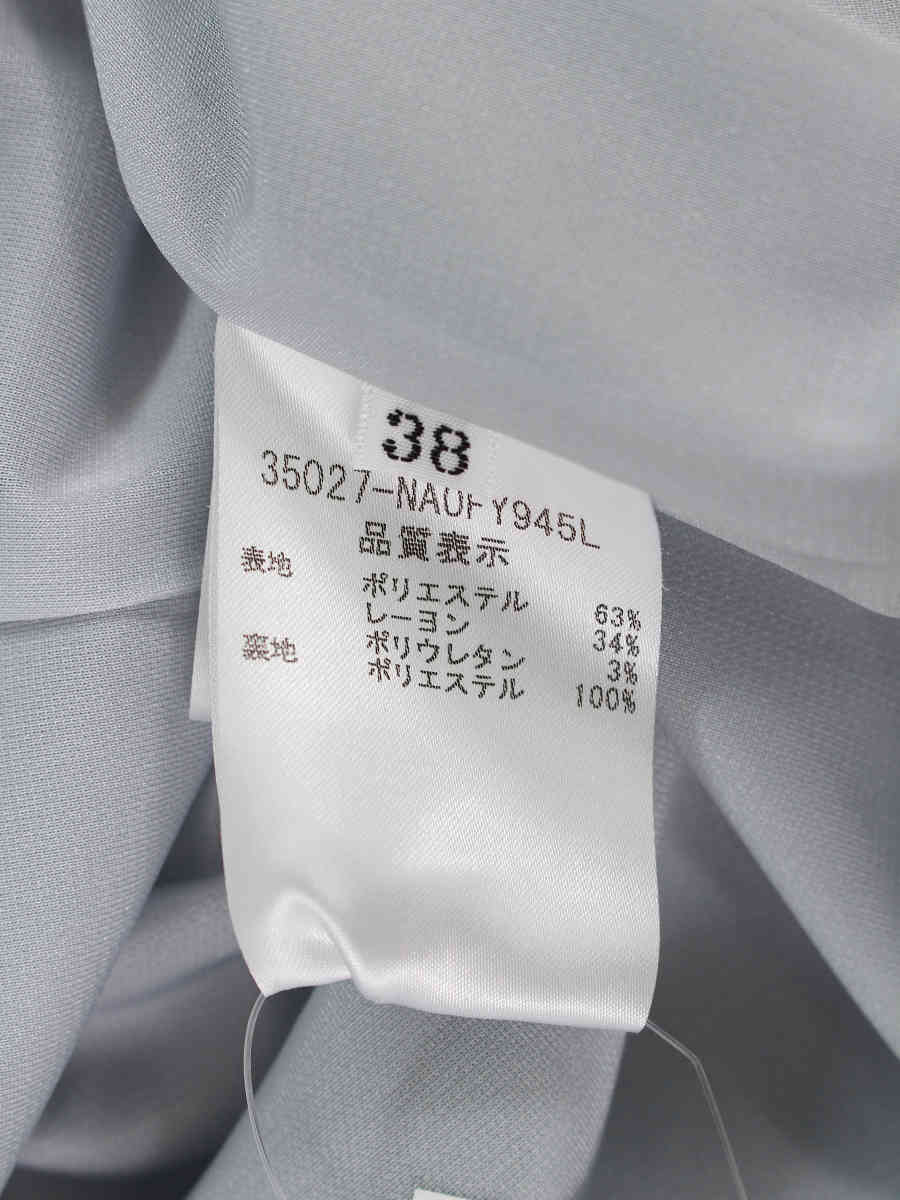 38
35027-NAUFY945L
品質表示
表地 ポリエステル 63%
レーヨン 34%
ポリウレタン 3%
裏地 ポリエステル 100%